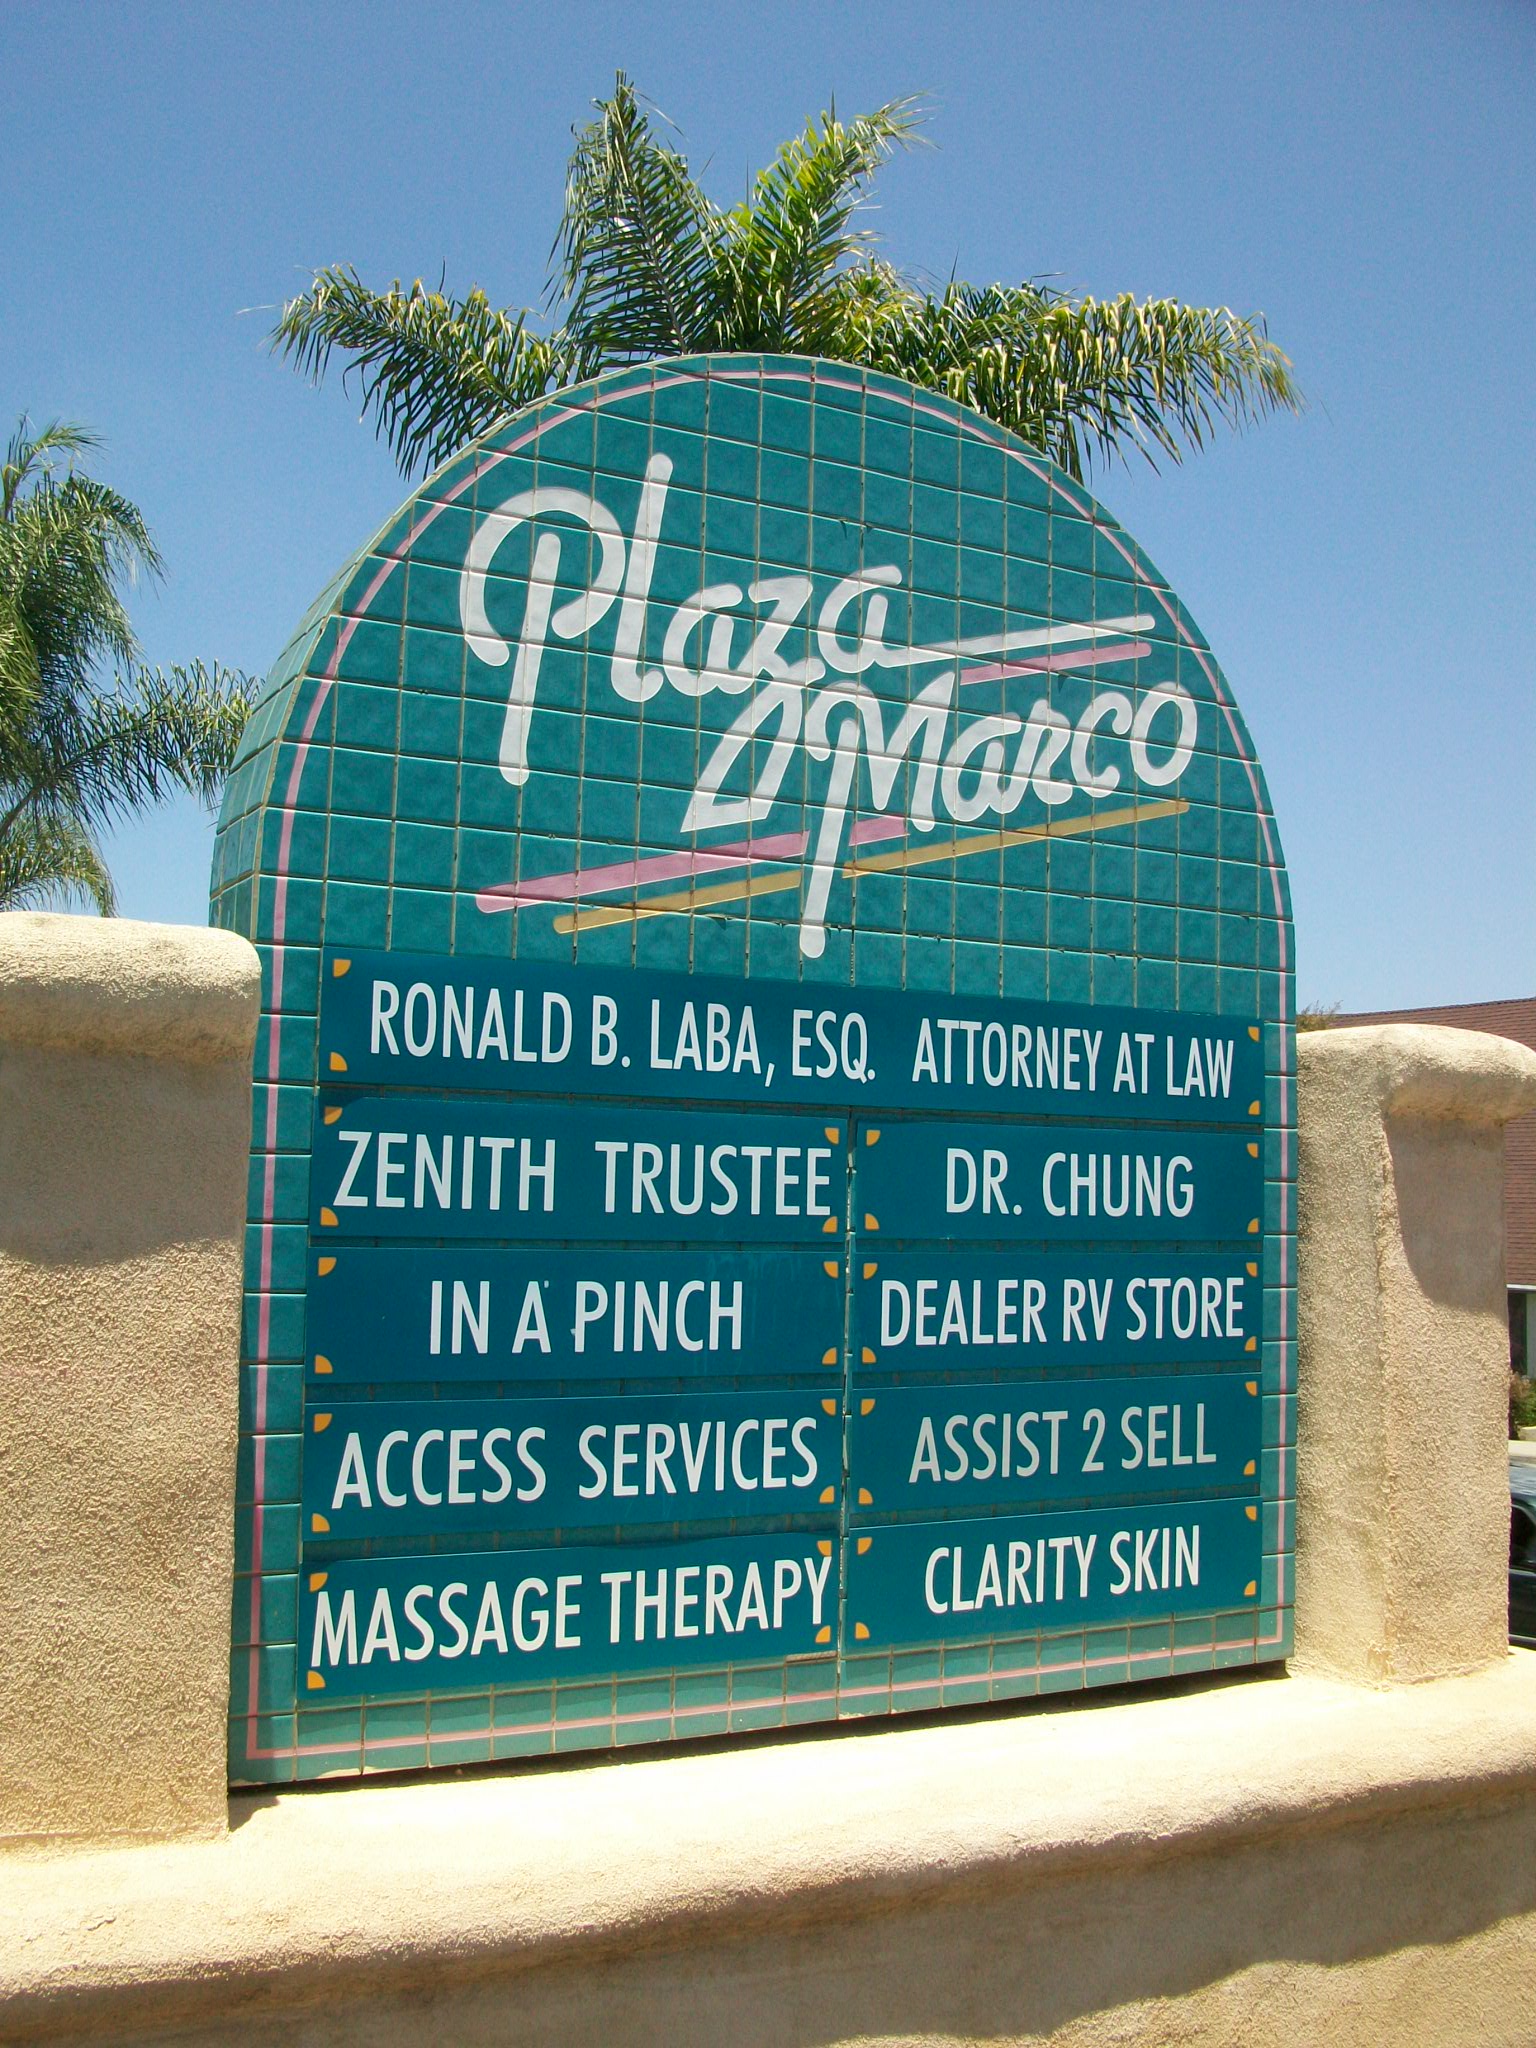 Plaza
Marco
RONALD B. LABA, ESQ. ATTORNEY AT LAW
ZENITH TRUSTEE
DR. CHUNG
IN A PINCH
DEALER RV STORE
ACCESS SERVICES
ASSIST 2 SELL
MASSAGE THERAPY
CLARITY SKIN